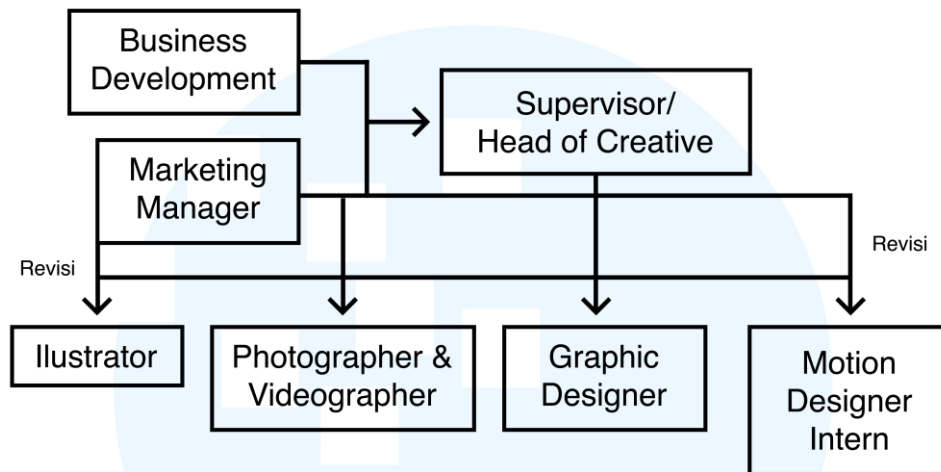 Business
Development
Supervisor/
Head of Creative
Marketing
Manager
Revisi
Revisi
Ilustrator
Photographer &
Videographer
Graphic
Designer
Motion
Designer
Intern